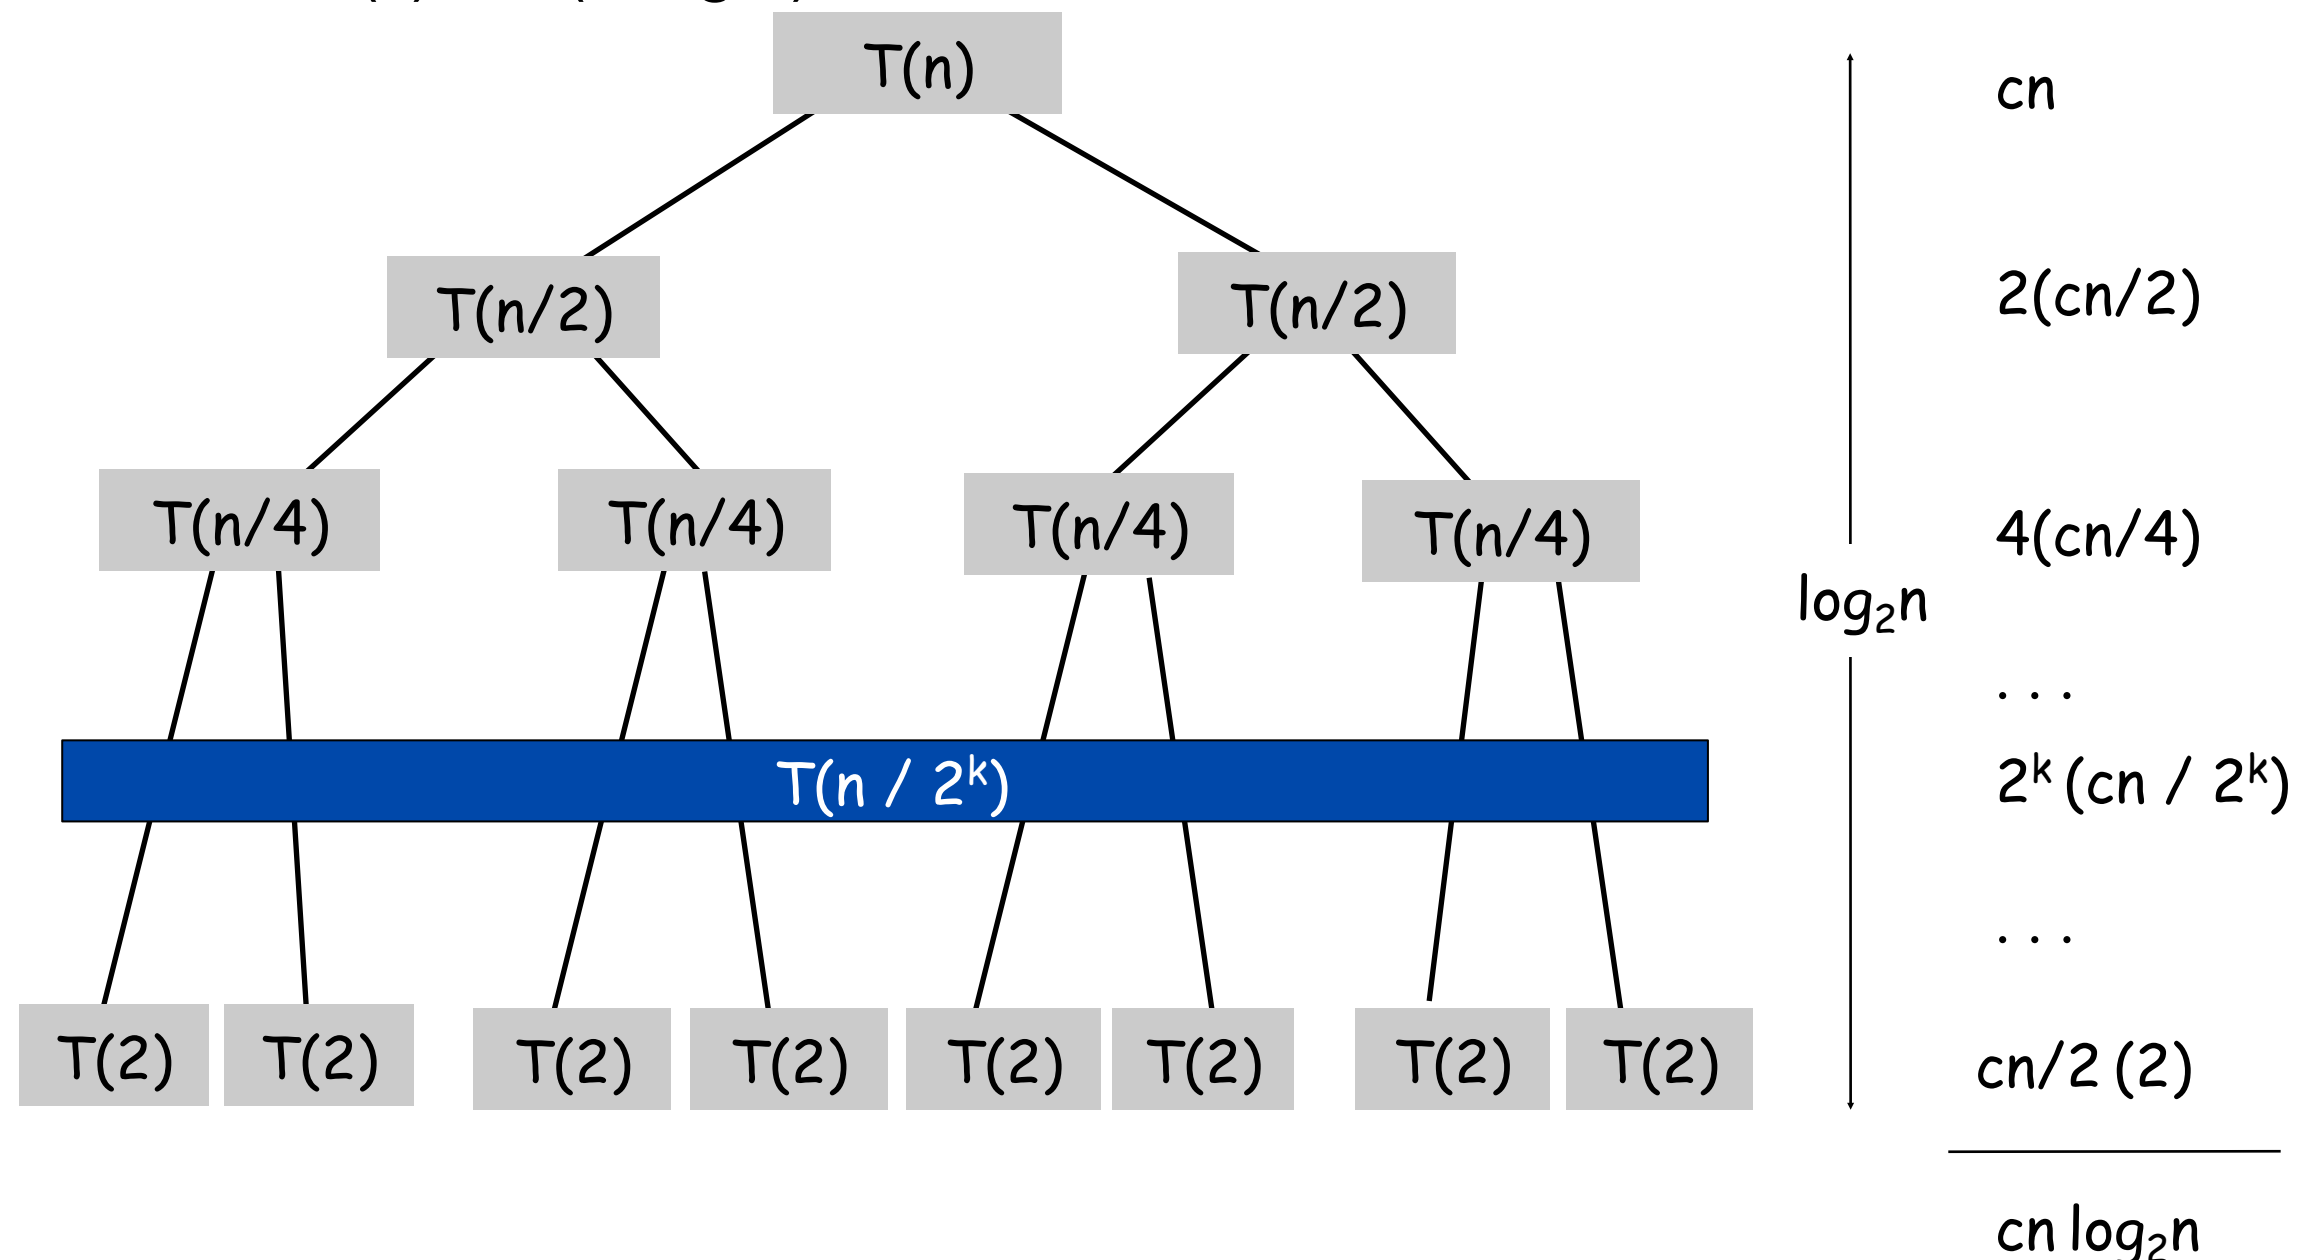 T(n)
cn
T(n/2) T(n/2)
2(cn/2)
T(n/4) T(n/4) T(n/4) T(n/4)
4(cn/4)
log₂n
. . .
T(n / 2ᵏ)
2ᵏ (cn / 2ᵏ)
. . .
T(2) T(2) T(2) T(2) T(2) T(2) T(2) T(2)
cn/2 (2)
cn log₂n